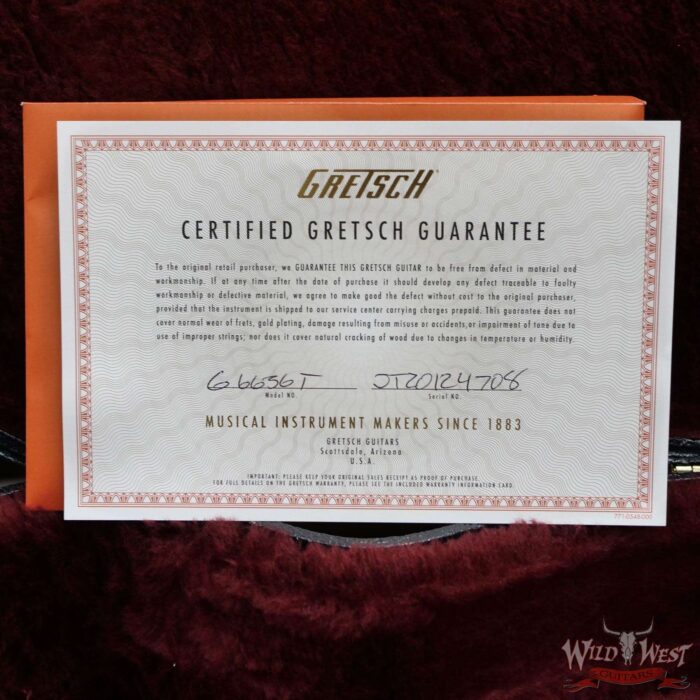 GRETSCH®
CERTIFIED GRETSCH GUARANTEE
To the original retail purchaser, we GUARANTEE THIS GRETSCH GUITAR to be free from defect in material and
workmanship. If at any time after the date of purchase it should develop any defect traceable to faulty
workmanship or defective material, we agree to make good the defect without cost to the original purchaser,
provided that the instrument is shipped to our service center carrying charges prepaid. This guarantee does not
cover normal wear of frets, gold plating, damage resulting from misuse or accidents, or impairment of tone due to
use of improper strings; nor does it cover natural cracking of wood due to changes in temperature or humidity.
G6656T JT20124708
Model NO. Serial NO.
MUSICAL INSTRUMENT MAKERS SINCE 1883
GRETSCH GUITARS
Scottsdale, Arizona
U.S.A.
IMPORTANT: PLEASE KEEP YOUR ORIGINAL SALES RECEIPT AS PROOF OF PURCHASE.
FOR FULL DETAILS ON THE GRETSCH WARRANTY, PLEASE SEE THE INCLUDED WARRANTY INFORMATION CARD.
771-0548-000
WILD WEST
GUITARS